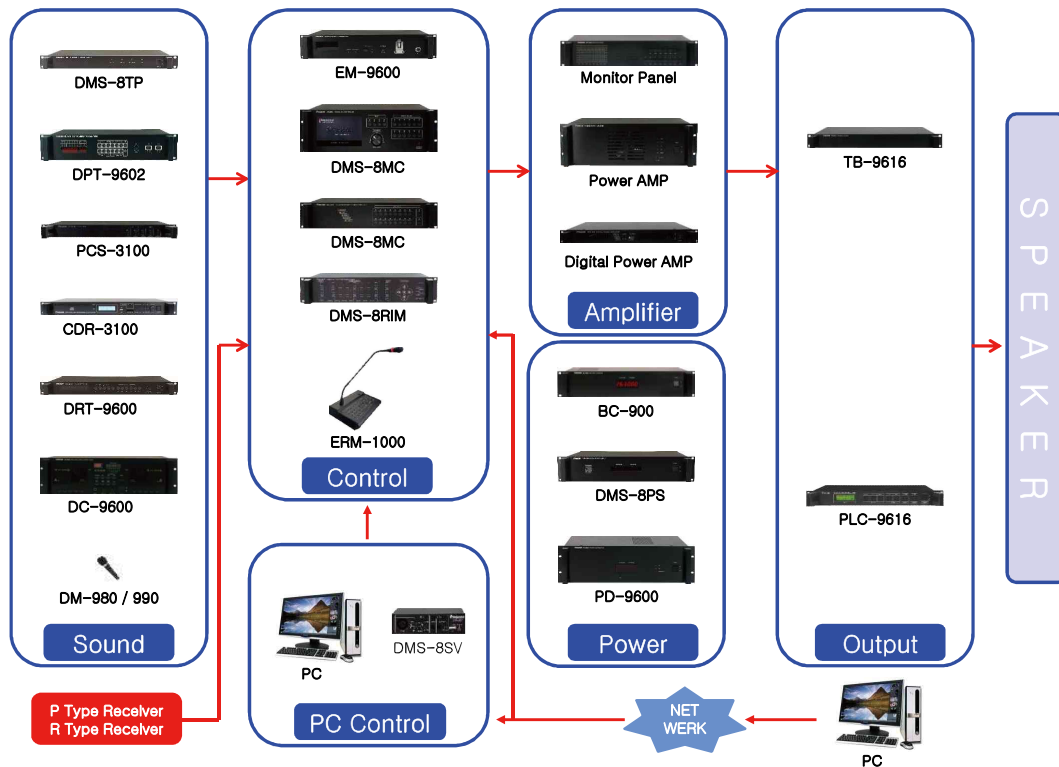 DMS-8TP
DPT-9602
PCS-3100
CDR-3100
DRT-9600
DC-9600
DM-980 / 990
Sound
P Type Recelver
R Type Recelver
EM-9600
DMS-8MC
DMS-8MC
DMS-8RIM
ERM-1000
Control
PC
DMS-8SV
PC Control
Monitor Panel
Power AMP
Digital Power AMP
Amplifier
BC-900
DMS-8PS
PD-9600
Power
NET
WERK
TB-9616
PLC-9616
Output
PC
SPEAKER